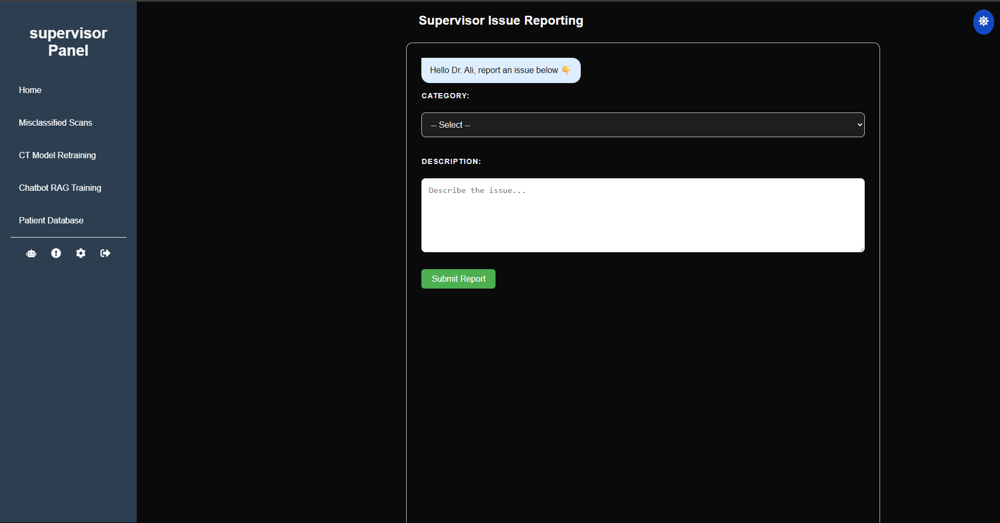 supervisor
Panel
Home
Misclassified Scans
CT Model Retraining
Chatbot RAG Training
Patient Database
Supervisor Issue Reporting
Hello Dr. Ali, report an issue below 👇
CATEGORY:
-- Select --
DESCRIPTION:
Describe the issue...
Submit Report